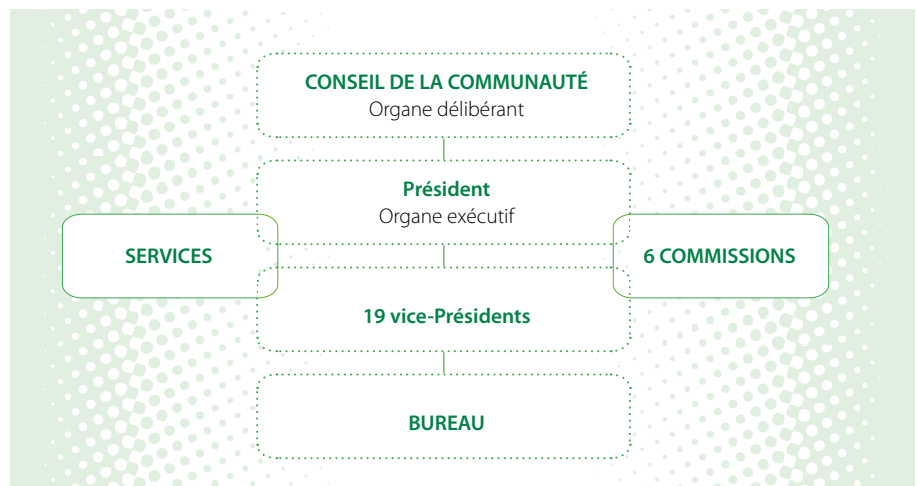 CONSEIL DE LA COMMUNAUTÉ
Organe délibérant
Président
Organe exécutif
SERVICES
6 COMMISSIONS
19 vice-Présidents
BUREAU